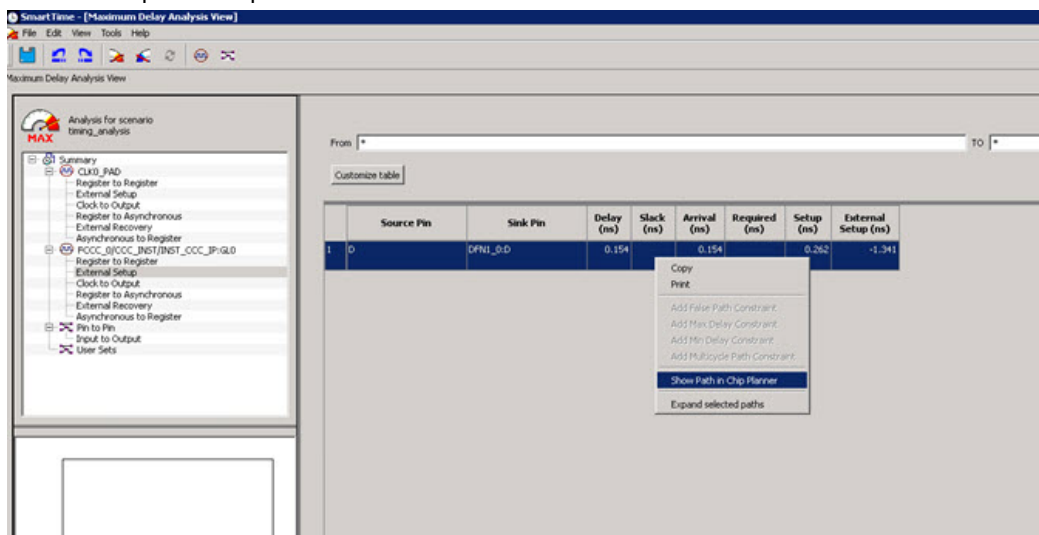 SmartTime - [Maximum Delay Analysis View]
File Edit View Tools Help
Maximum Delay Analysis View
MAX
Analysis for scenario
timing_analysis
Summary
CLK0_PAD
Register to Register
External Setup
Clock to Output
Register to Asynchronous
External Recovery
Asynchronous to Register
FCCC_0/CCC_INST/INST_CCC_IP:GL0
Register to Register
External Setup
Clock to Output
Register to Asynchronous
External Recovery
Asynchronous to Register
Pin to Pin
Input to Output
User Sets
From * TO *
Customize table
Source Pin Sink Pin Delay (ns) Slack (ns) Arrival (ns) Required (ns) Setup (ns) External Setup (ns)
1 D DFN1_0:D 0.154 0.154 0.262 -1.341
Copy
Print
Add False Path Constraint
Add Max Delay Constraint
Add Min Delay Constraint
Add Multicycle Path Constraint
Show Path in Chip Planner
Expand selected paths